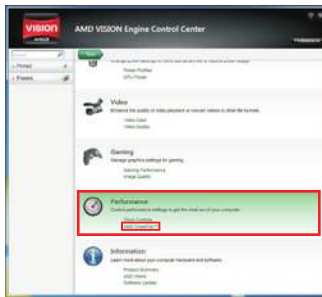 VISION
AMD
AMD VISION Engine Control Center
Preferences
Pinned
Presets
Power Profiles
GPU Power
Video
Enhance the quality of video playback or convert videos to other file formats.
Video Color
Video Quality
Gaming
Manage graphics settings for gaming.
Gaming Performance
Image Quality
Performance
Control performance settings to get the most out of your computer.
Information
Learn more about your computer hardware and software.
Product Summary
AMD Home
Software Update